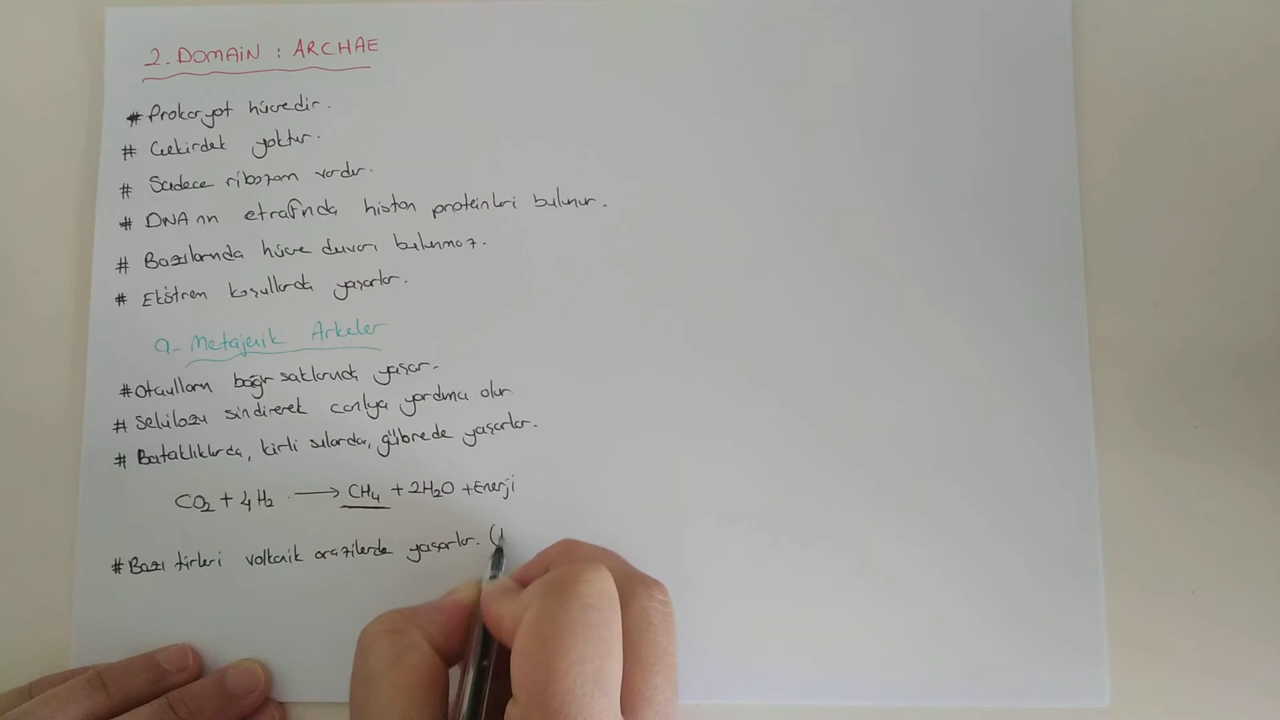 2. DOMAIN : ARCHAE
# Prokaryot hücredir.
# Çekirdek yoktur.
# Sadece ribozom vardır.
# DNA nın etrafında histon proteinleri bulunur.
# Bazılarında hücre duvarı bulunmaz.
# Ekstrem koşullarda yaşarlar.
a- Metajenik Arkeler
# Otçulların bağırsaklarında yaşar.
# Selülozu sindirerek canlıya yardımcı olur
# Bataklıklarda, kirli sularda, gübrede yaşarlar.
CO₂ + 4H₂ → CH₄ + 2H₂O + Enerji
# Bazı türleri volkanik arazilerde yaşarlar. (